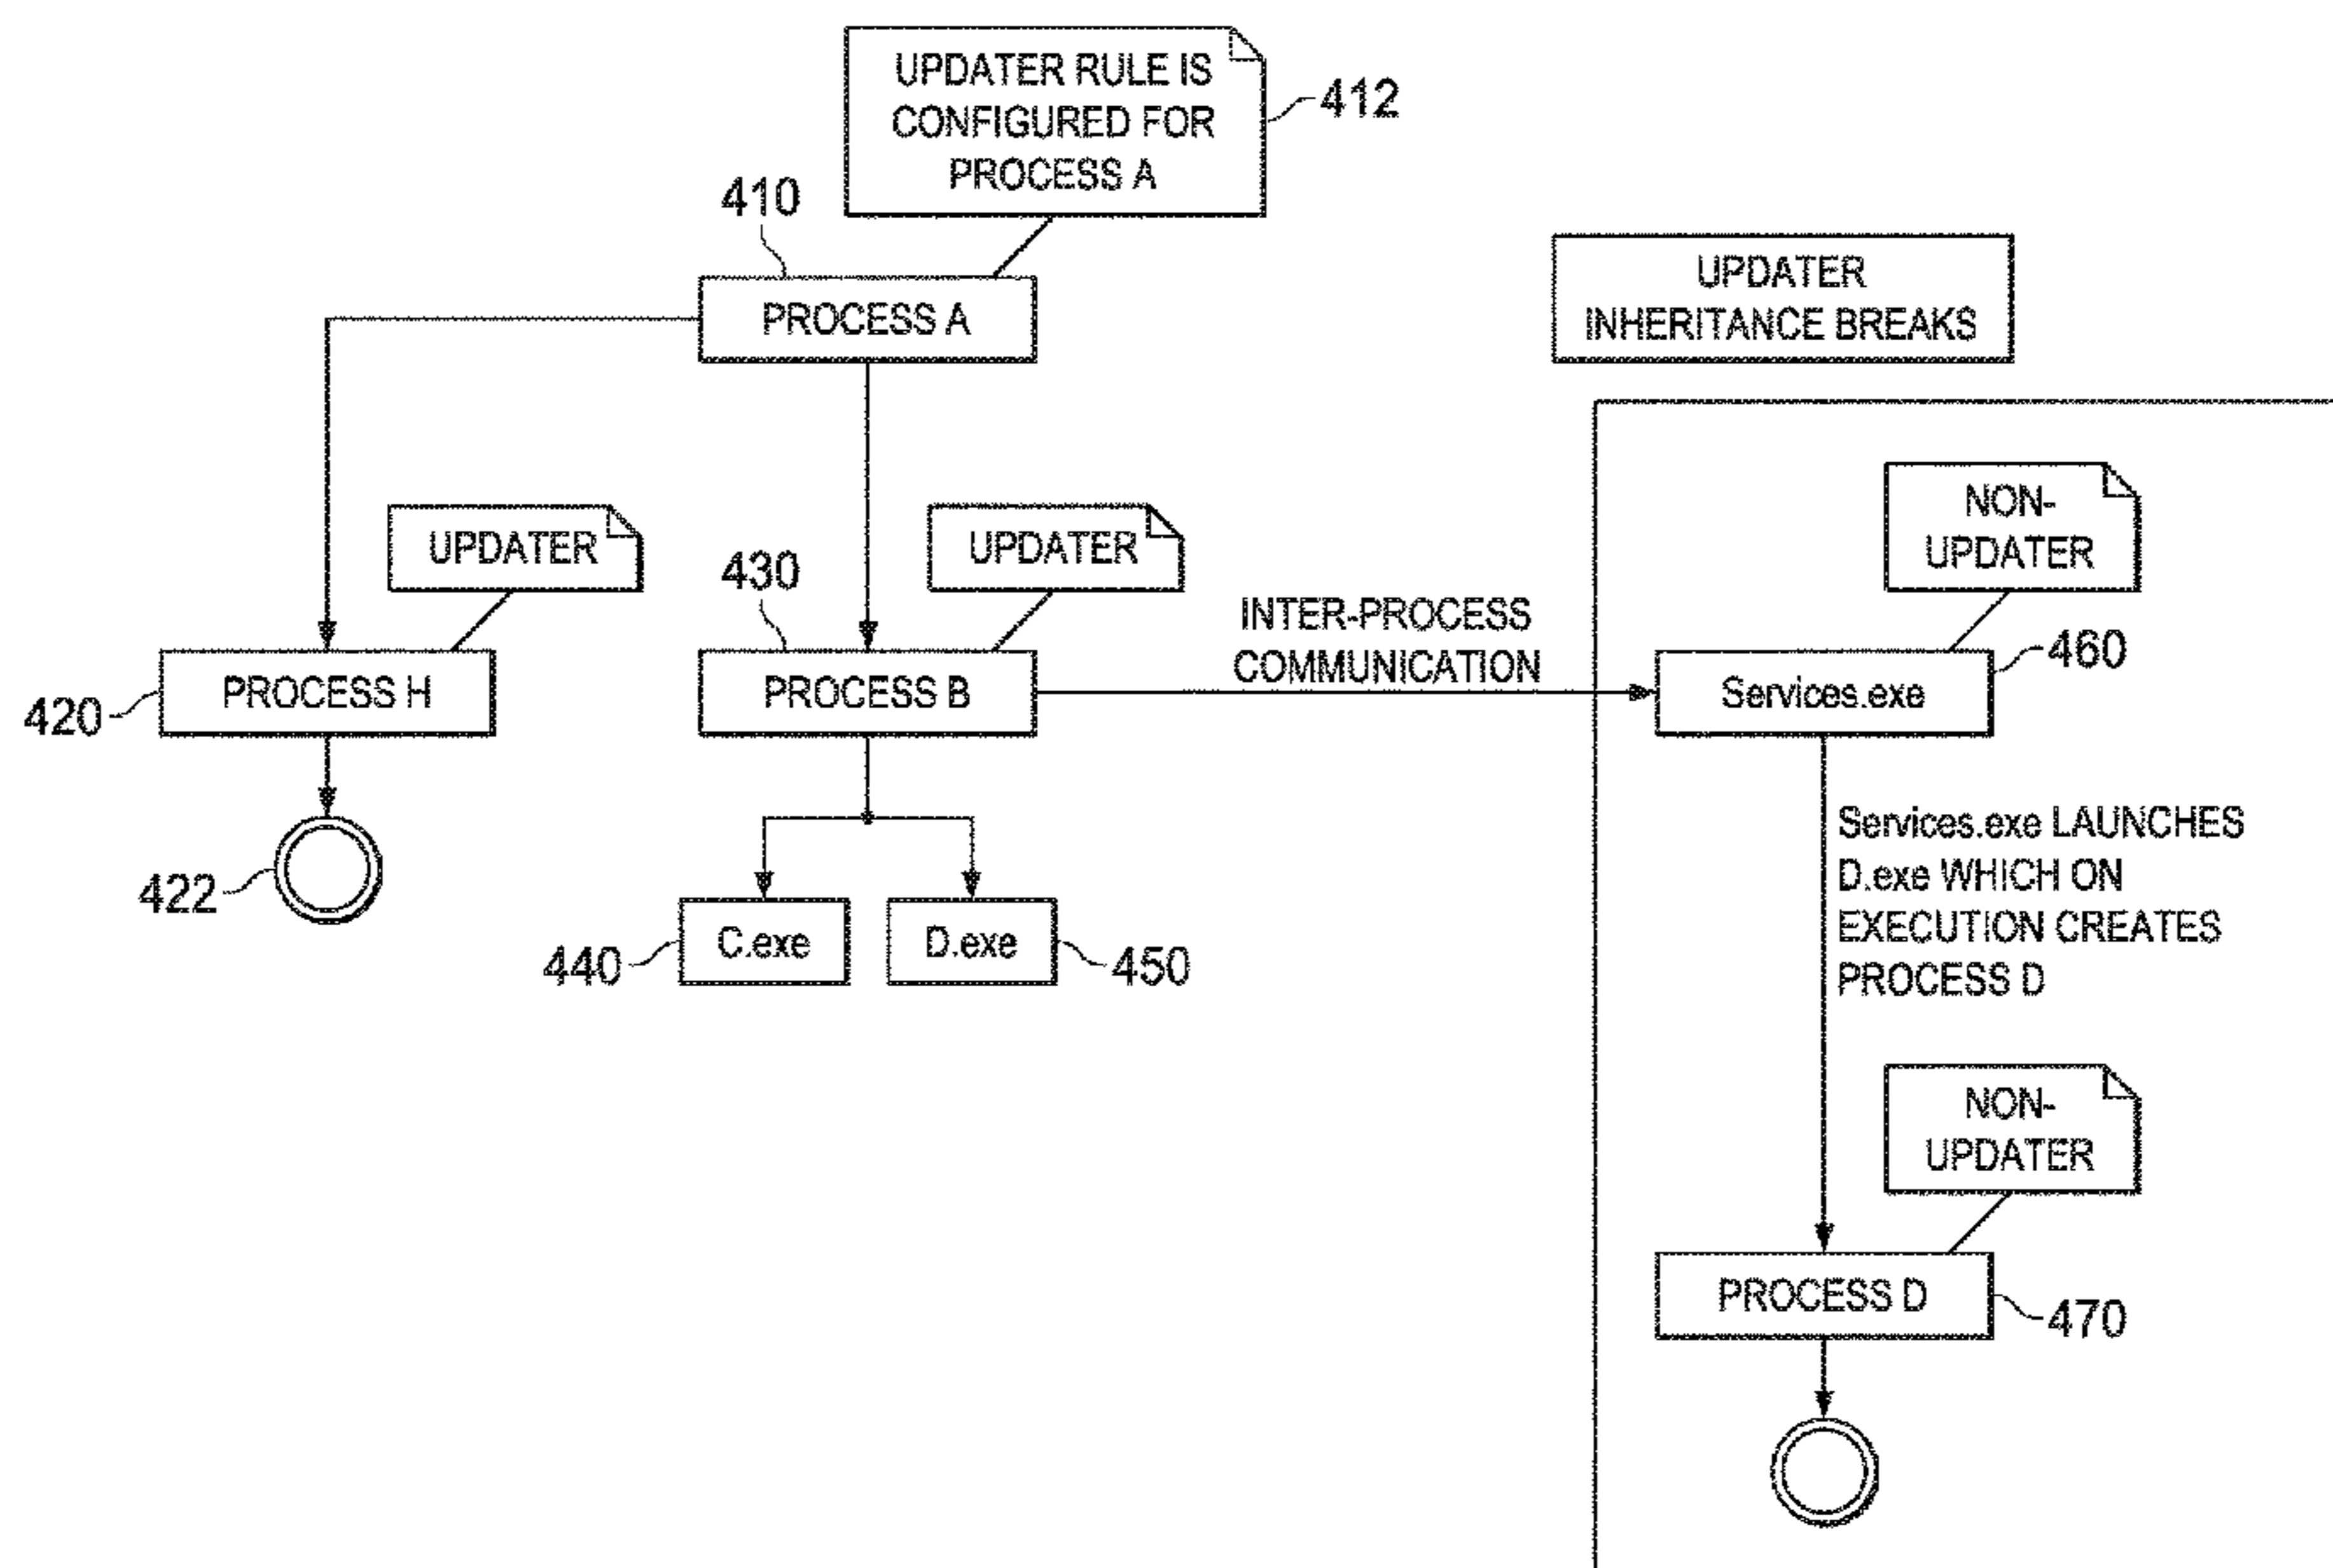 UPDATER RULE IS
CONFIGURED FOR
PROCESS A
412
410
PROCESS A
UPDATER
INHERITANCE BREAKS
UPDATER
430
UPDATER
INTER-PROCESS
COMMUNICATION
NON-
UPDATER
460
420
PROCESS H
PROCESS B
Services.exe
422
440
C.exe
D.exe
450
Services.exe LAUNCHES
D.exe WHICH ON
EXECUTION CREATES
PROCESS D
NON-
UPDATER
PROCESS D
470